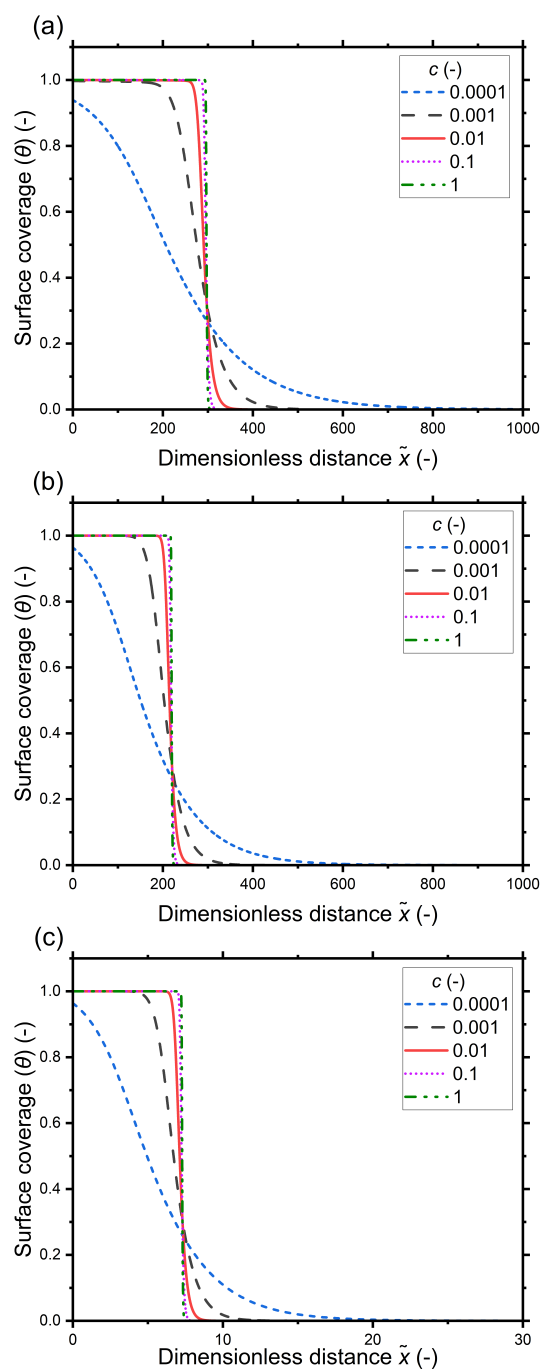 (a)
c (-)
0.0001
0.001
0.01
0.1
1
1.0
0.8
0.6
0.4
0.2
0.0
Surface coverage (θ) (-)
0 200 400 600 800 1000
Dimensionless distance x̃ (-)
(b)
c (-)
0.0001
0.001
0.01
0.1
1
1.0
0.8
0.6
0.4
0.2
0.0
Surface coverage (θ) (-)
0 200 400 600 800 1000
Dimensionless distance x̃ (-)
(c)
c (-)
0.0001
0.001
0.01
0.1
1
1.0
0.8
0.6
0.4
0.2
0.0
Surface coverage (θ) (-)
0 10 20 30
Dimensionless distance x̃ (-)